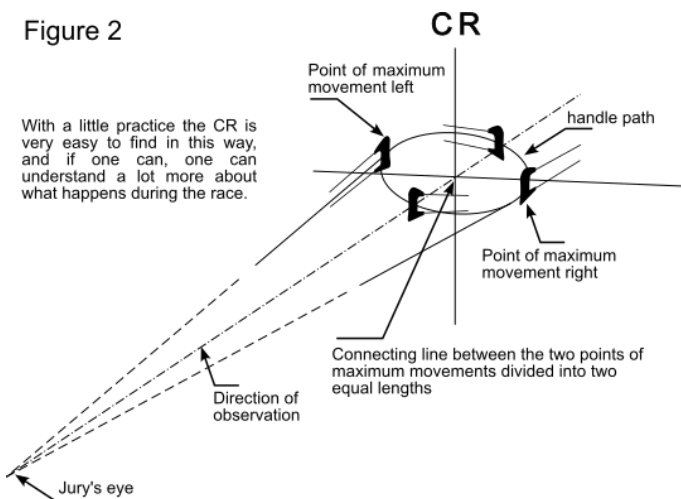 Figure 2
CR
Point of maximum
movement left
With a little practice the CR is
very easy to find in this way,
and if one can, one can
understand a lot more about
what happens during the race.
handle path
Point of maximum
movement right
Connecting line between the two points of
maximum movements divided into two
equal lengths
Direction of
observation
Jury's eye